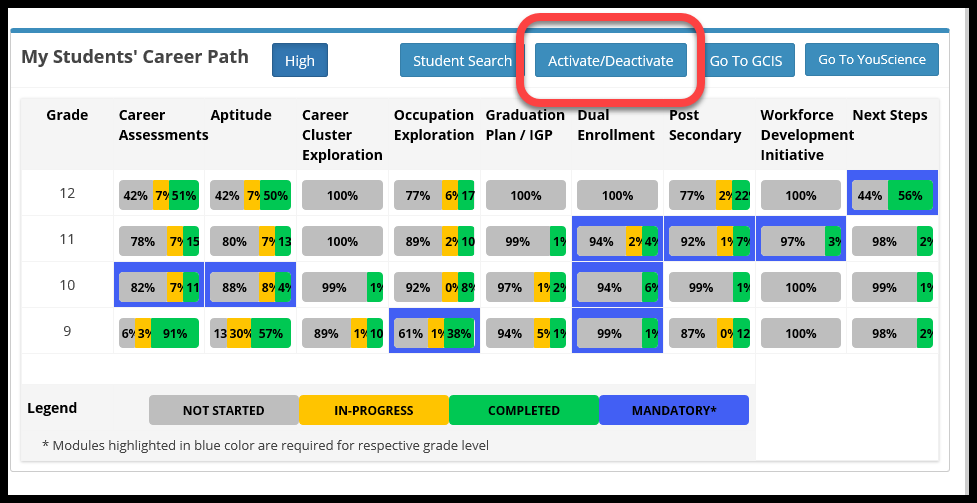 My Students' Career Path High Student Search Activate/Deactivate Go To GCIS Go To YouScience
Grade Career Assessments Aptitude Career Cluster Exploration Occupation Exploration Graduation Plan / IGP Dual Enrollment Post Secondary Workforce Development Initiative Next Steps
12 42% 7% 51% 42% 7% 50% 100% 77% 6% 17 100% 100% 77% 2% 22 100% 44% 56%
11 78% 7% 15 80% 7% 13 100% 89% 2% 10 99% 1% 94% 2% 4% 92% 1% 7% 97% 3% 98% 2%
10 82% 7% 11 88% 8% 4% 99% 1% 92% 0% 8% 97% 1% 2% 94% 6% 99% 1% 100% 99% 1%
9 6% 3% 91% 13 30% 57% 89% 1% 10 61% 1% 38% 94% 5% 1% 99% 1% 87% 0% 12 100% 98% 2%
Legend NOT STARTED IN-PROGRESS COMPLETED MANDATORY*
* Modules highlighted in blue color are required for respective grade level